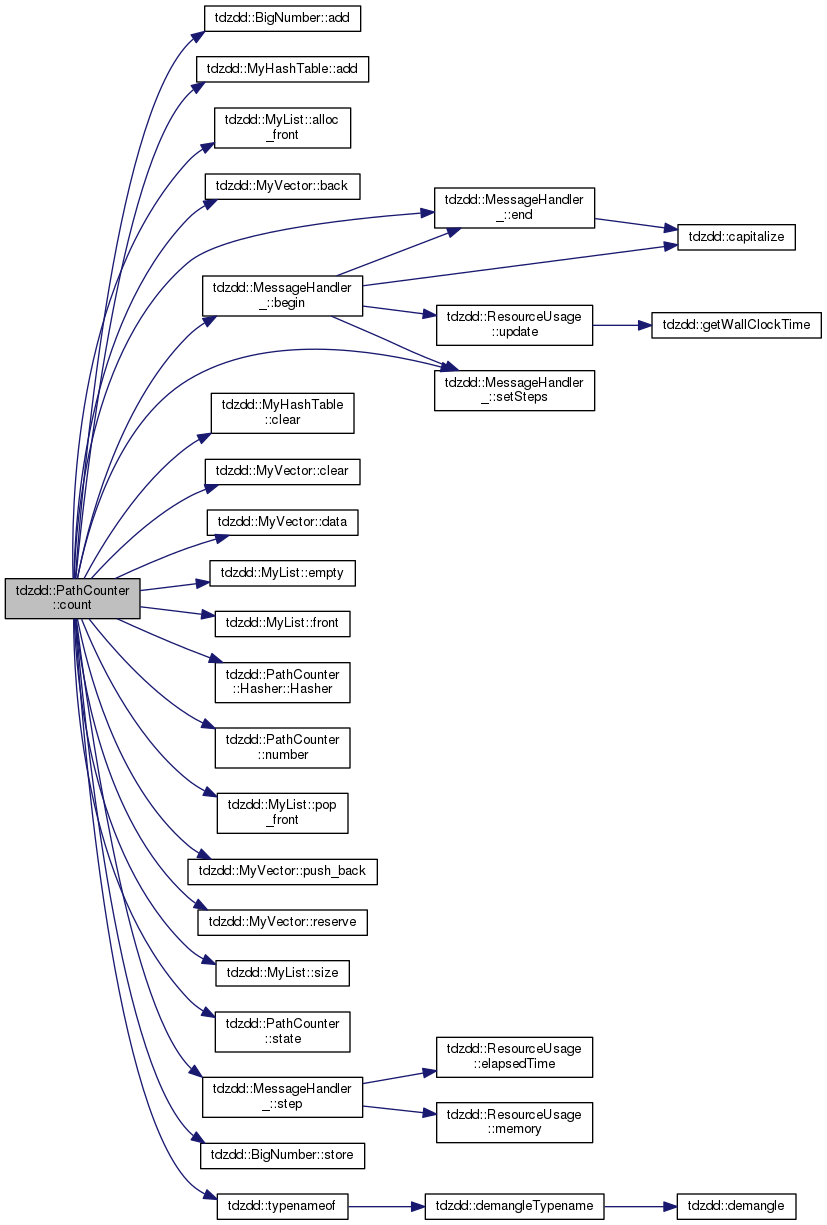 tdzdd::BigNumber::add
tdzdd::MyHashTable::add
tdzdd::MyList::alloc
_front
tdzdd::MyVector::back
tdzdd::MessageHandler
_::end
tdzdd::capitalize
tdzdd::MessageHandler
_::begin
tdzdd::ResourceUsage
::update
tdzdd::getWallClockTime
tdzdd::MessageHandler
_::setSteps
tdzdd::MyHashTable
::clear
tdzdd::MyVector::clear
tdzdd::MyVector::data
tdzdd::MyList::empty
tdzdd::PathCounter
::count
tdzdd::MyList::front
tdzdd::PathCounter
::Hasher::Hasher
tdzdd::PathCounter
::number
tdzdd::MyList::pop
_front
tdzdd::MyVector::push_back
tdzdd::MyVector::reserve
tdzdd::MyList::size
tdzdd::PathCounter
::state
tdzdd::ResourceUsage
::elapsedTime
tdzdd::MessageHandler
_::step
tdzdd::ResourceUsage
::memory
tdzdd::BigNumber::store
tdzdd::typenameof
tdzdd::demangleTypename
tdzdd::demangle